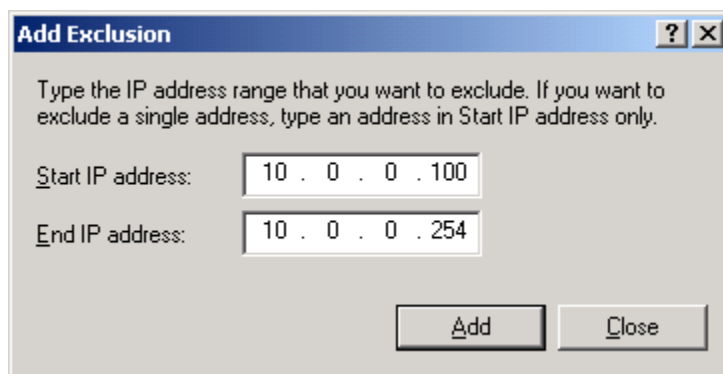 Add Exclusion
Type the IP address range that you want to exclude. If you want to
exclude a single address, type an address in Start IP address only.
Start IP address: 10 . 0 . 0 . 100
End IP address: 10 . 0 . 0 . 254
Add Close